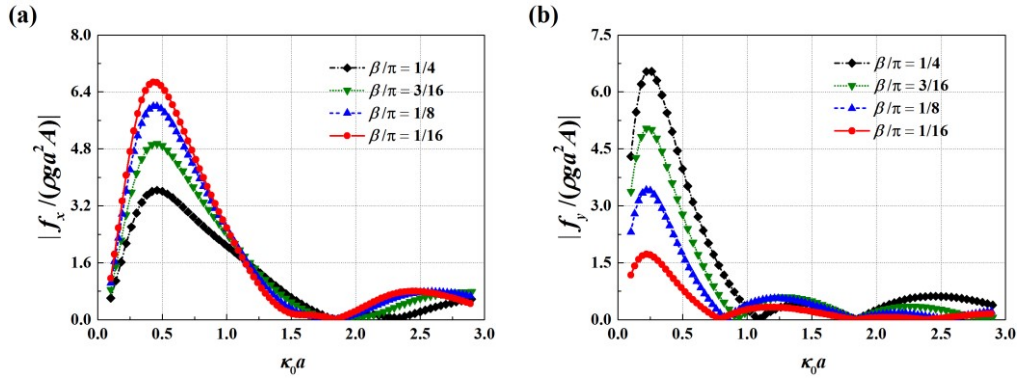 (a)
8.0
6.4
4.8
3.2
1.6
0.0
|f_x/(ρga²A)|
β/π = 1/4
β/π = 3/16
β/π = 1/8
β/π = 1/16
0.0 0.5 1.0 1.5 2.0 2.5 3.0
κ₀a
(b)
7.5
6.0
4.5
3.0
1.5
0.0
|f_y/(ρga²A)|
β/π = 1/4
β/π = 3/16
β/π = 1/8
β/π = 1/16
0.0 0.5 1.0 1.5 2.0 2.5 3.0
κ₀a